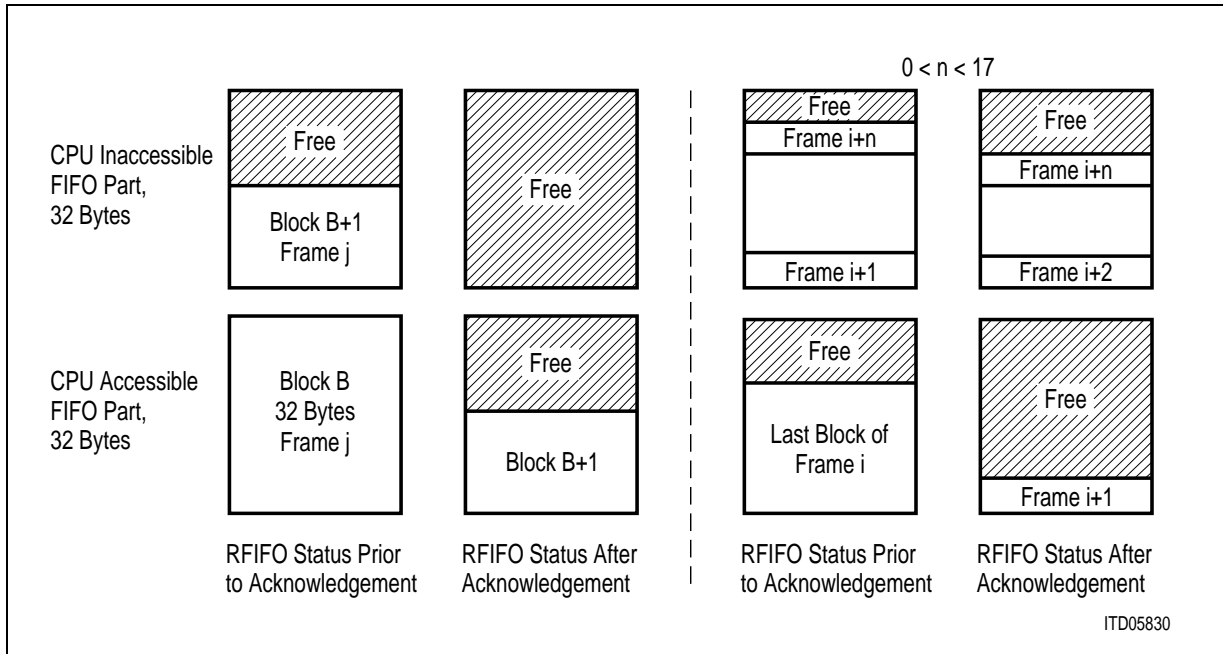 0 < n < 17
CPU Inaccessible
FIFO Part,
32 Bytes
Free
Block B+1
Frame j
Free
Free
Frame i+n
Frame i+1
Free
Frame i+n
Frame i+2
CPU Accessible
FIFO Part,
32 Bytes
Block B
32 Bytes
Frame j
Free
Block B+1
Free
Last Block of
Frame i
Free
Frame i+1
RFIFO Status Prior
to Acknowledgement
RFIFO Status After
Acknowledgement
RFIFO Status Prior
to Acknowledgement
RFIFO Status After
Acknowledgement
ITD05830